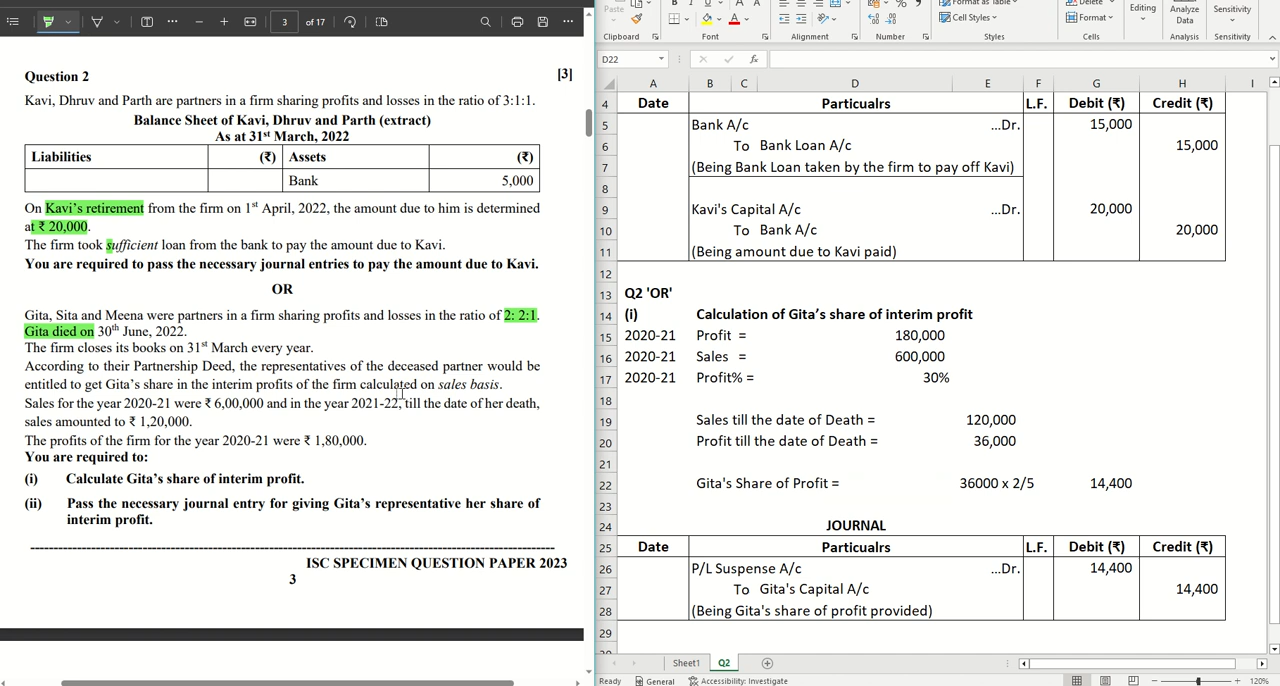 3 of 17
Question 2 [3]
Kavi, Dhruv and Parth are partners in a firm sharing profits and losses in the ratio of 3:1:1.
Balance Sheet of Kavi, Dhruv and Parth (extract)
As at 31st March, 2022
Liabilities (₹) Assets (₹)
Bank 5,000
On Kavi's retirement from the firm on 1st April, 2022, the amount due to him is determined
at ₹ 20,000.
The firm took sufficient loan from the bank to pay the amount due to Kavi.
You are required to pass the necessary journal entries to pay the amount due to Kavi.
OR
Gita, Sita and Meena were partners in a firm sharing profits and losses in the ratio of 2: 2:1.
Gita died on 30th June, 2022.
The firm closes its books on 31st March every year.
According to their Partnership Deed, the representatives of the deceased partner would be
entitled to get Gita's share in the interim profits of the firm calculated on sales basis.
Sales for the year 2020-21 were ₹ 6,00,000 and in the year 2021-22, till the date of her death,
sales amounted to ₹ 1,20,000.
The profits of the firm for the year 2020-21 were ₹ 1,80,000.
You are required to:
(i) Calculate Gita's share of interim profit.
(ii) Pass the necessary journal entry for giving Gita's representative her share of
interim profit.
ISC SPECIMEN QUESTION PAPER 2023
3
Paste
B I U A A
% 9
Format as Table
Cell Styles
Delete
Format
Editing
Analyze
Data
Sensitivity
Clipboard Font Alignment Number Styles Cells Analysis Sensitivity
D22 fx
A B C D E F G H I
4 Date Particualrs L.F. Debit (₹) Credit (₹)
5 Bank A/c ...Dr. 15,000
6 To Bank Loan A/c 15,000
7 (Being Bank Loan taken by the firm to pay off Kavi)
8
9 Kavi's Capital A/c ...Dr. 20,000
10 To Bank A/c 20,000
11 (Being amount due to Kavi paid)
12
13 Q2 'OR'
14 (i) Calculation of Gita's share of interim profit
15 2020-21 Profit = 180,000
16 2020-21 Sales = 600,000
17 2020-21 Profit% = 30%
18
19 Sales till the date of Death = 120,000
20 Profit till the date of Death = 36,000
21
22 Gita's Share of Profit = 36000 x 2/5 14,400
23
24 JOURNAL
25 Date Particualrs L.F. Debit (₹) Credit (₹)
26 P/L Suspense A/c ...Dr. 14,400
27 To Gita's Capital A/c 14,400
28 (Being Gita's share of profit provided)
29
Sheet1 Q2
Ready General Accessibility: Investigate 120%